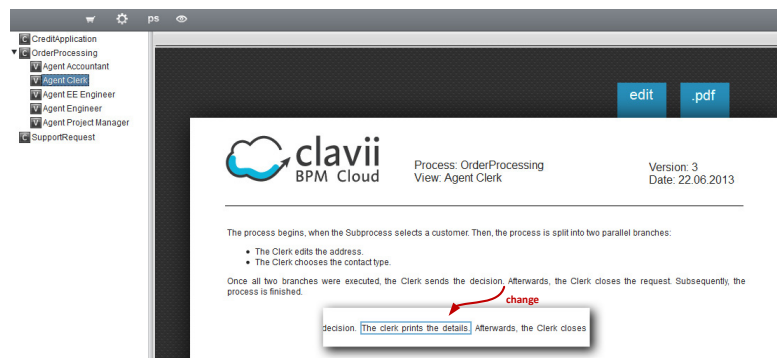 ps
C CreditApplication
C OrderProcessing
V Agent Accountant
V Agent Clerk
V Agent EE Engineer
V Agent Engineer
V Agent Project Manager
C SupportRequest
edit .pdf
clavii
BPM Cloud
Process: OrderProcessing
View: Agent Clerk
Version: 3
Date: 22.06.2013
The process begins, when the Subprocess selects a customer. Then, the process is split into two parallel branches:
• The Clerk edits the address.
• The Clerk chooses the contact type.
Once all two branches were executed, the Clerk sends the decision. Afterwards, the Clerk closes the request. Subsequently, the
process is finished.
change
decision. The clerk prints the details. Afterwards, the Clerk closes